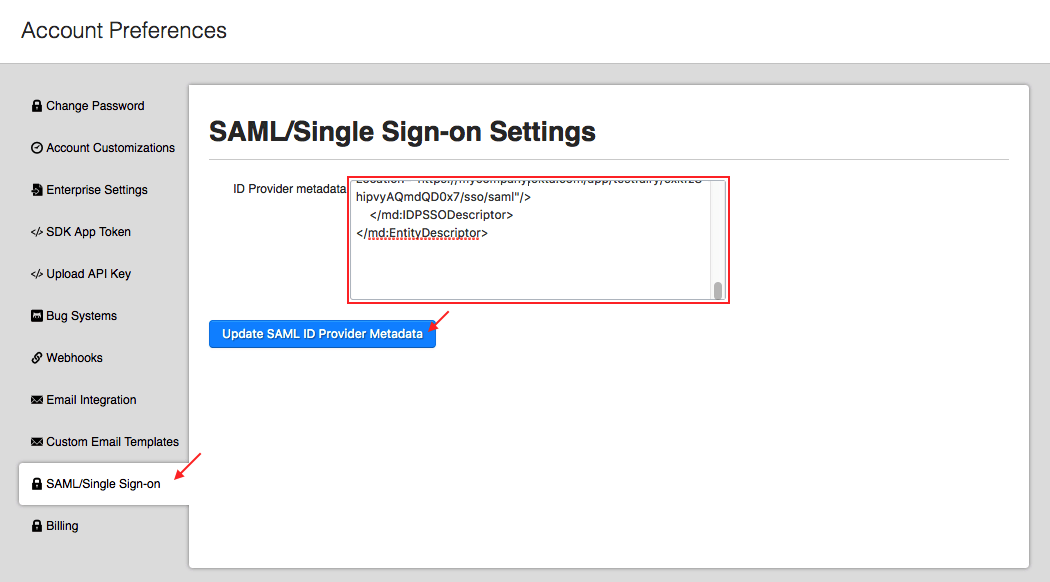 Account Preferences
Change Password
Account Customizations
Enterprise Settings
SDK App Token
Upload API Key
Bug Systems
Webhooks
Email Integration
Custom Email Templates
SAML/Single Sign-on
Billing
SAML/Single Sign-on Settings
ID Provider metadata
hipvyAQmdQD0x7/sso/saml"/>
</md:IDPSSODescriptor>
</md:EntityDescriptor>
Update SAML ID Provider Metadata